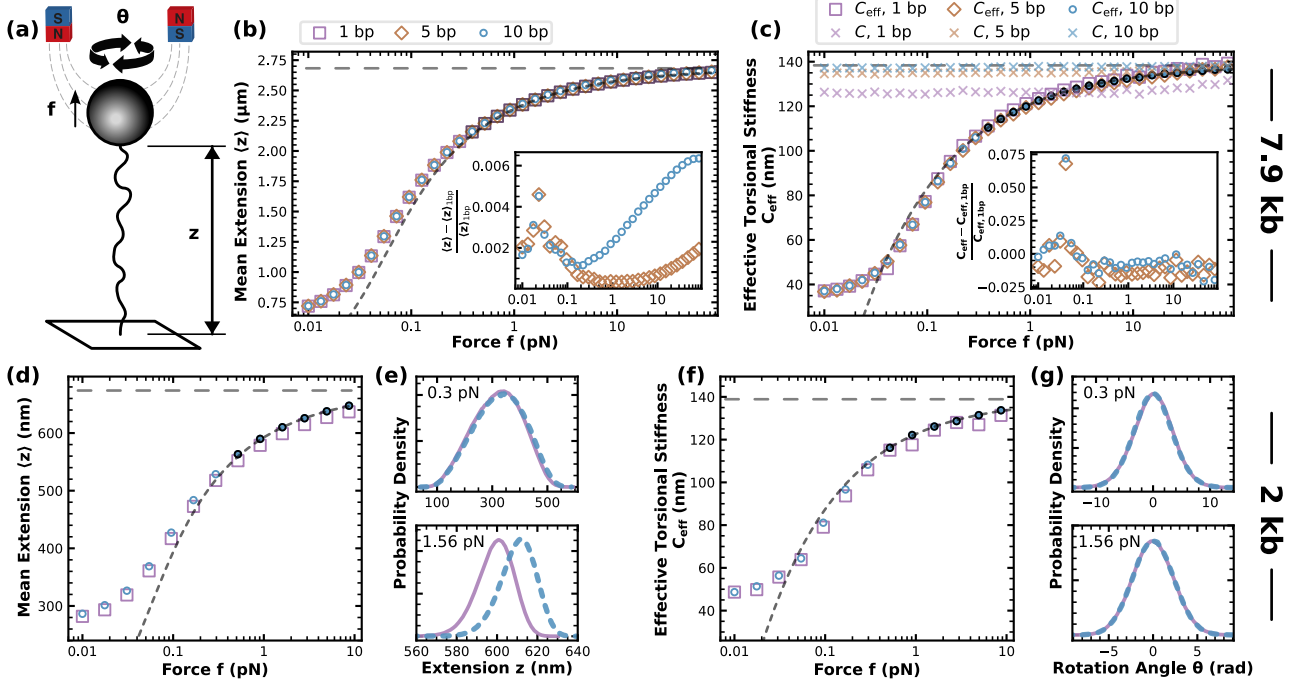 (a)
θ
S
N
N
S
f
z
(b)
1 bp
5 bp
10 bp
Mean Extension ⟨z⟩ (μm)
2.75
2.50
2.25
2.00
1.75
1.50
1.25
1.00
0.75
0.01
0.1
1
10
Force f (pN)
⟨z⟩ − ⟨z⟩1bp
⟨z⟩1bp
0.006
0.004
0.002
0.01
0.1
1
10
(c)
Ceff, 1 bp
Ceff, 5 bp
Ceff, 10 bp
C, 1 bp
C, 5 bp
C, 10 bp
Effective Torsional Stiffness
Ceff (nm)
140
120
100
80
60
40
0.01
0.1
1
10
Force f (pN)
Ceff − Ceff, 1bp
Ceff, 1bp
0.075
0.050
0.025
0.000
−0.025
0.01
0.1
1
10
7.9 kb
(d)
Mean Extension ⟨z⟩ (nm)
600
500
400
300
0.01
0.1
1
10
Force f (pN)
(e)
Probability Density
0.3 pN
100
300
500
1.56 pN
560
580
600
620
640
Extension z (nm)
(f)
Effective Torsional Stiffness
Ceff (nm)
140
120
100
80
60
40
0.01
0.1
1
10
Force f (pN)
(g)
Probability Density
0.3 pN
−10
0
10
1.56 pN
−5
0
5
Rotation Angle θ (rad)
2 kb